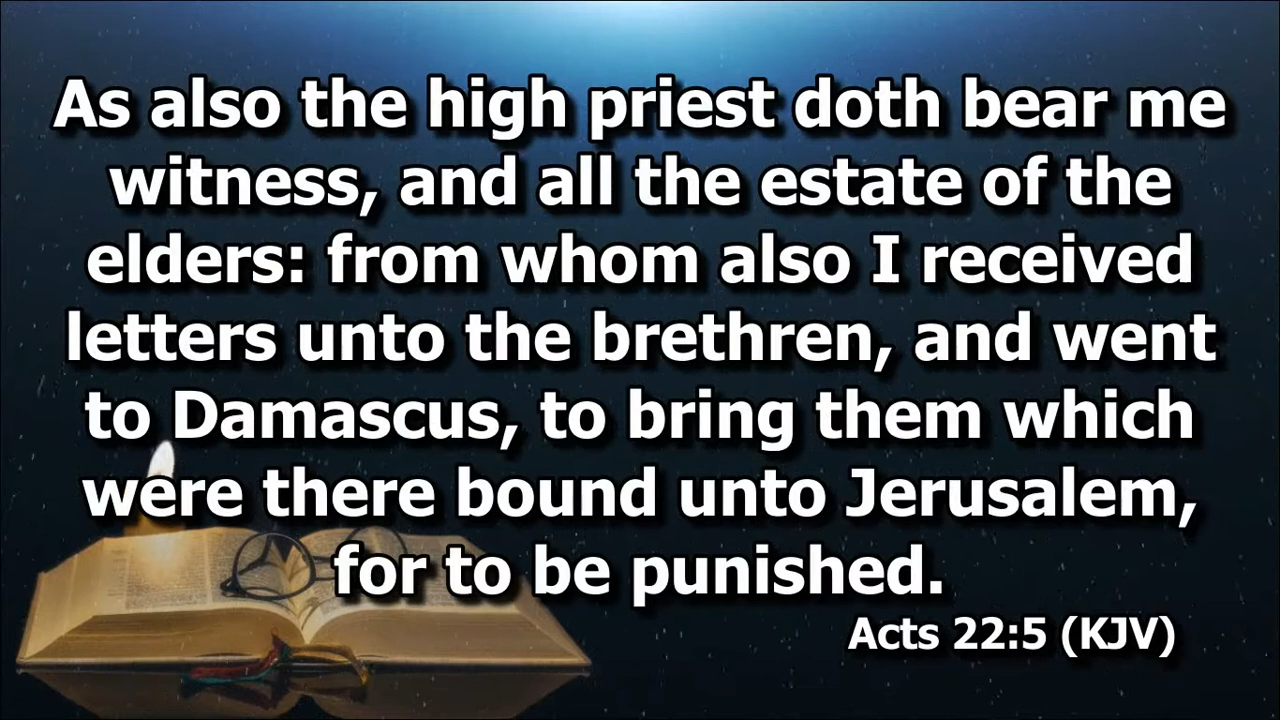 As also the high priest doth bear me
witness, and all the estate of the
elders: from whom also I received
letters unto the brethren, and went
to Damascus, to bring them which
were there bound unto Jerusalem,
for to be punished.
Acts 22:5 (KJV)